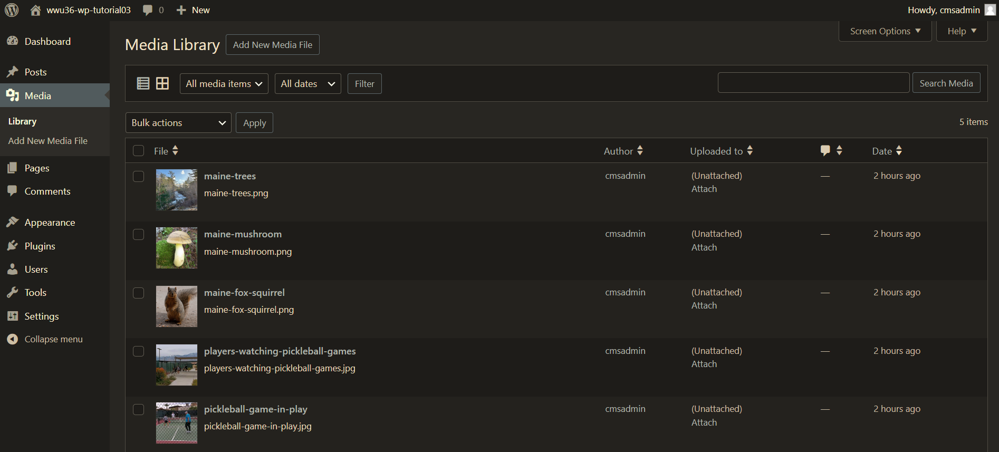 wwu36-wp-tutorial03 0 New Howdy, cmsadmin
Dashboard
Posts
Media
Library
Add New Media File
Pages
Comments
Appearance
Plugins
Users
Tools
Settings
Collapse menu
Screen Options Help
Media Library Add New Media File
All media items All dates Filter Search Media
Bulk actions Apply 5 items
File Author Uploaded to Date
maine-trees cmsadmin (Unattached) — 2 hours ago
maine-trees.png Attach
maine-mushroom cmsadmin (Unattached) — 2 hours ago
maine-mushroom.png Attach
maine-fox-squirrel cmsadmin (Unattached) — 2 hours ago
maine-fox-squirrel.png Attach
players-watching-pickleball-games cmsadmin (Unattached) — 2 hours ago
players-watching-pickleball-games.jpg Attach
pickleball-game-in-play cmsadmin (Unattached) — 2 hours ago
pickleball-game-in-play.jpg Attach